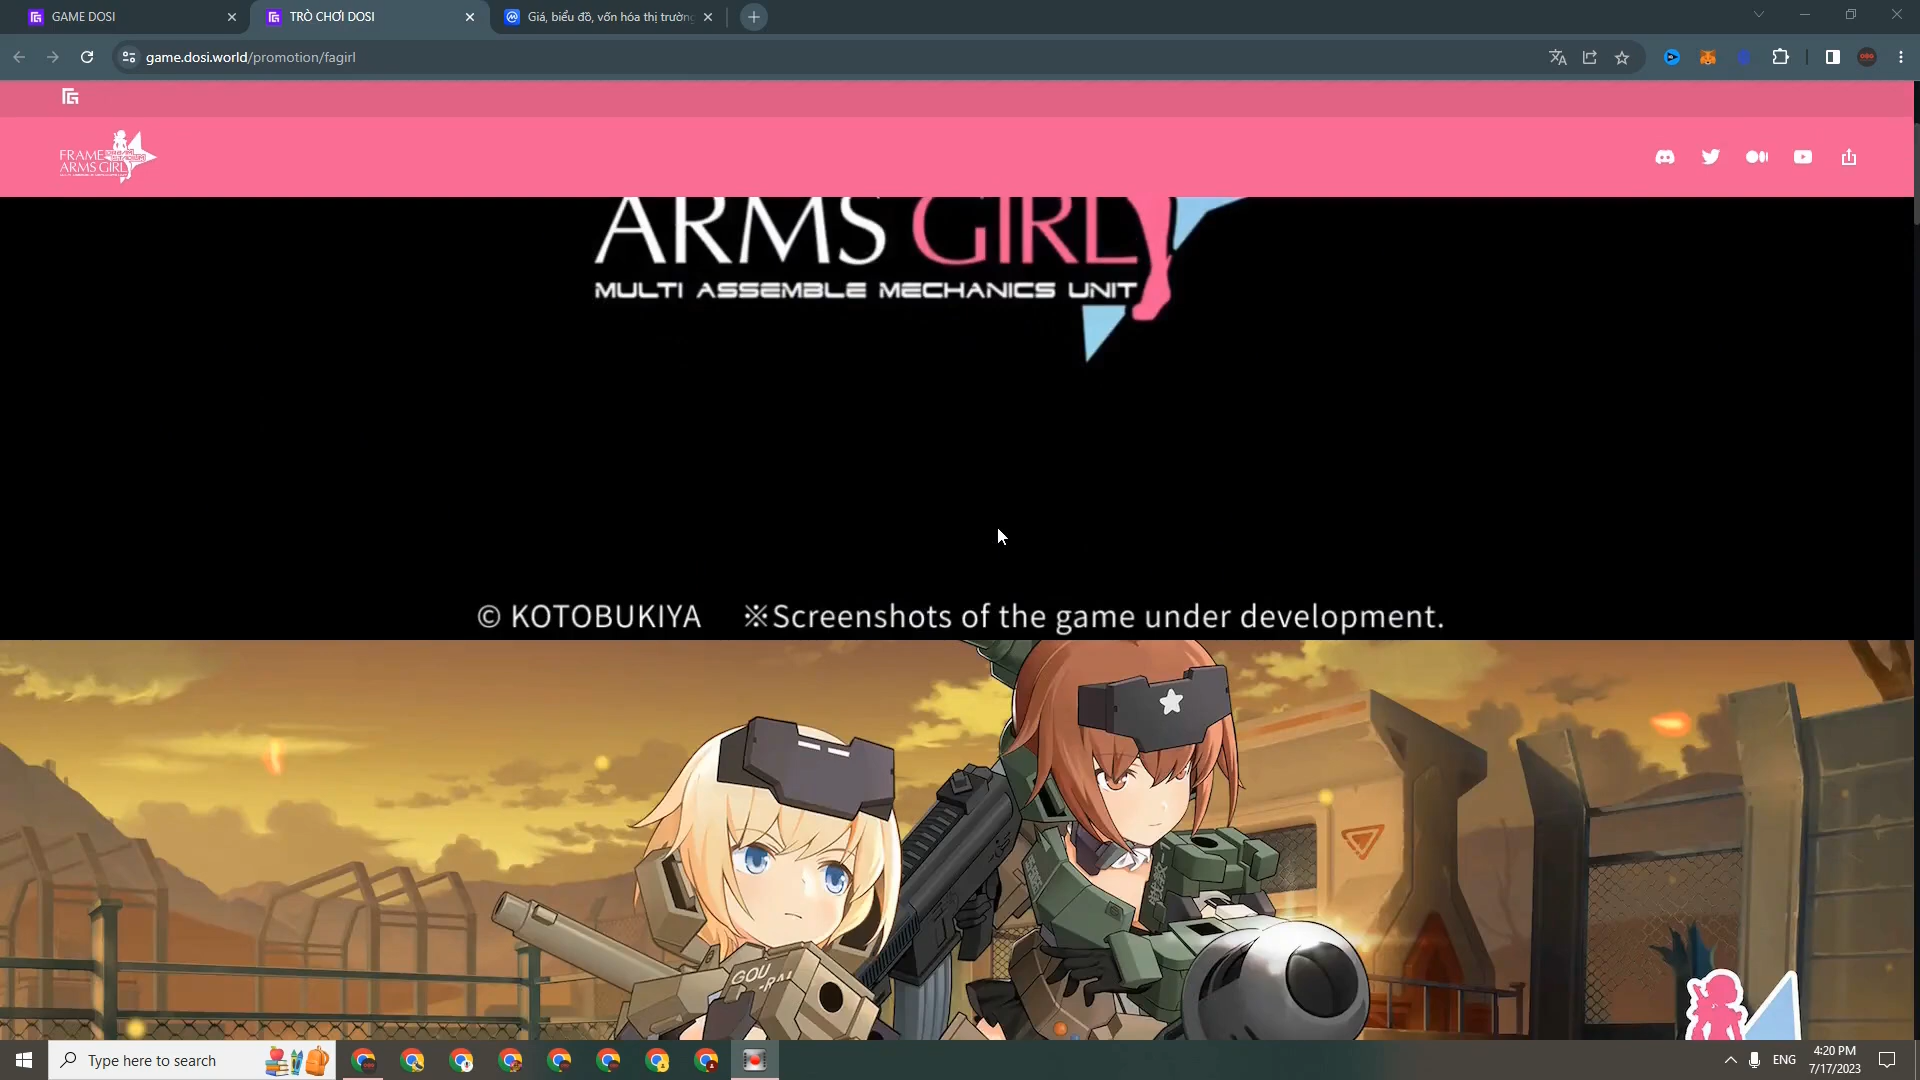 GAME DOSI
TRÒ CHƠI DOSI
Giá, biểu đồ, vốn hóa thị trườn
game.dosi.world/promotion/fagirl
FRAME
ARMS GIRL
ARMS GIRL
MULTI ASSEMBLE MECHANICS UNIT
© KOTOBUKIYA ※Screenshots of the game under development.
GOU
-RAI
Type here to search
ENG
4:20 PM
7/17/2023